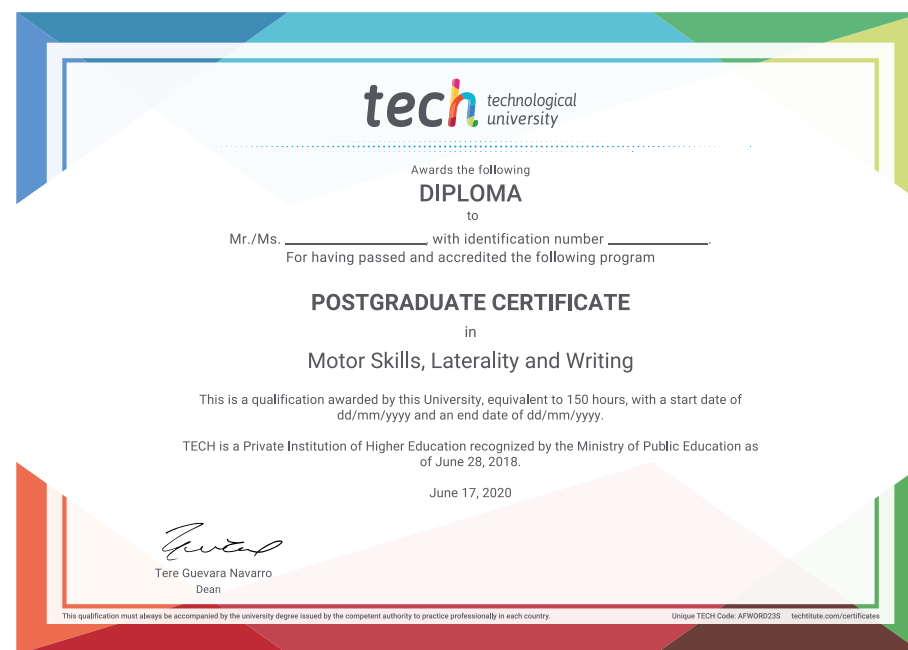 tech technological
university
Awards the following
DIPLOMA
to
Mr./Ms. ____________, with identification number ____________.
For having passed and accredited the following program
POSTGRADUATE CERTIFICATE
in
Motor Skills, Laterality and Writing
This is a qualification awarded by this University, equivalent to 150 hours, with a start date of
dd/mm/yyyy and an end date of dd/mm/yyyy.
TECH is a Private Institution of Higher Education recognized by the Ministry of Public Education as
of June 28, 2018.
June 17, 2020
Tere Guevara Navarro
Dean
This qualification must always be accompanied by the university degree issued by the competent authority to practice professionally in each country.
Unique TECH Code: AFWORD23S techtitute.com/certificates